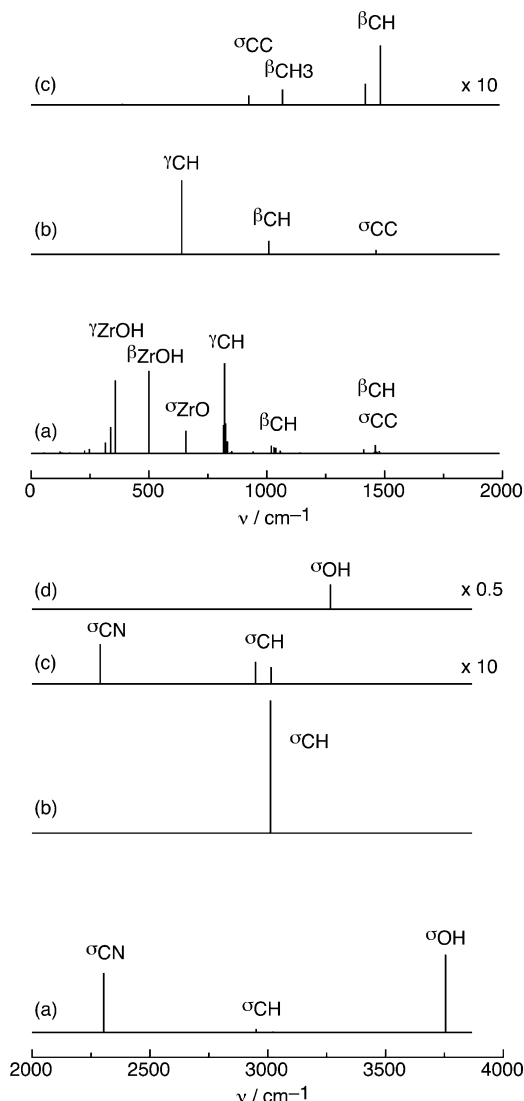 βCH
σCC
βCH3
(c) x 10
γCH
(b) βCH σCC
γZrOH
βZrOH γCH
σZrO βCH
(a) βCH σCC
0 500 1000 1500 2000
ν / cm–1
σOH
(d) x 0.5
σCN
σCH
(c) x 10
σCH
(b)
σOH
σCN
σCH
(a)
2000 2500 3000 3500 4000
ν / cm–1